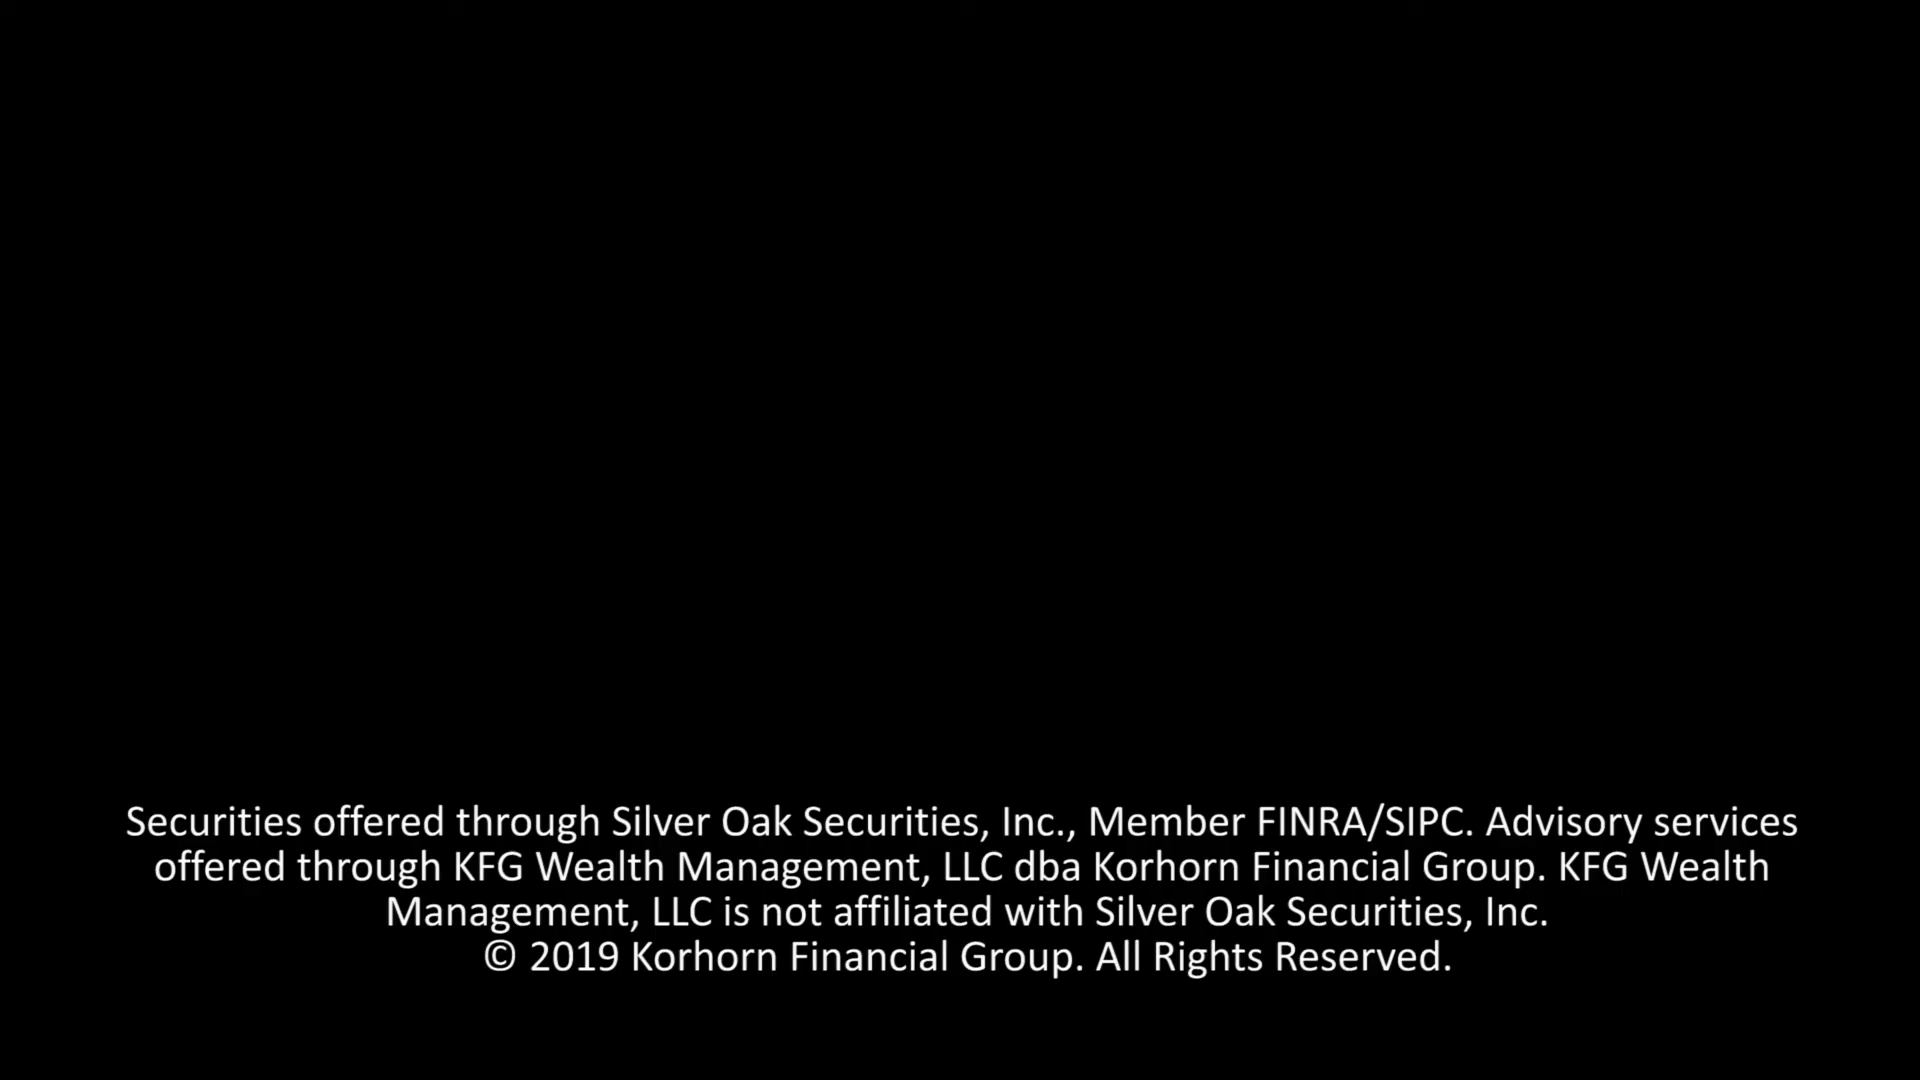 Securities offered through Silver Oak Securities, Inc., Member FINRA/SIPC. Advisory services
offered through KFG Wealth Management, LLC dba Korhorn Financial Group. KFG Wealth
Management, LLC is not affiliated with Silver Oak Securities, Inc.
© 2019 Korhorn Financial Group. All Rights Reserved.